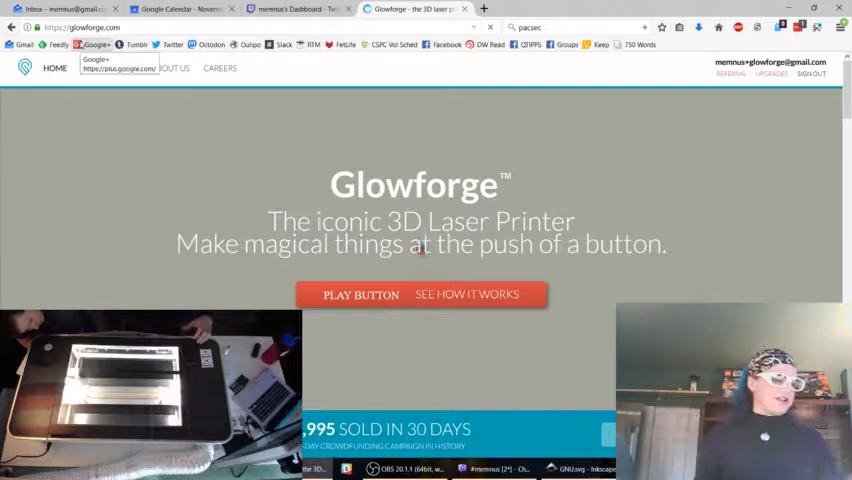 Inbox - memnus@gmail.co
Google Calendar - Novem
memnus's Dashboard - Twit
Glowforge - the 3D laser p
https://glowforge.com
pacsec
Gmail
Feedly
Google+
Tumblr
Twitter
Octodon
Oulipo
Slack
RTM
FetLife
CSPC Vol Sched
Facebook
DW Read
QTIPPS
Groups
Keep
750 Words
Google+
https://plus.google.com/
HOME
OUT US
CAREERS
memnus+glowforge@gmail.com
REFERRAL
UPGRADES
SIGN OUT
Glowforge™
The iconic 3D Laser Printer
Make magical things at the push of a button.
PLAY BUTTON SEE HOW IT WORKS
,995 SOLD IN 30 DAYS
DAY CROWDFUNDING CAMPAIGN IN HISTORY
the 3D...
OBS 20.1.1 (64bit, w...
#memnus [2*] - Ch...
GNU.svg - Inkscape